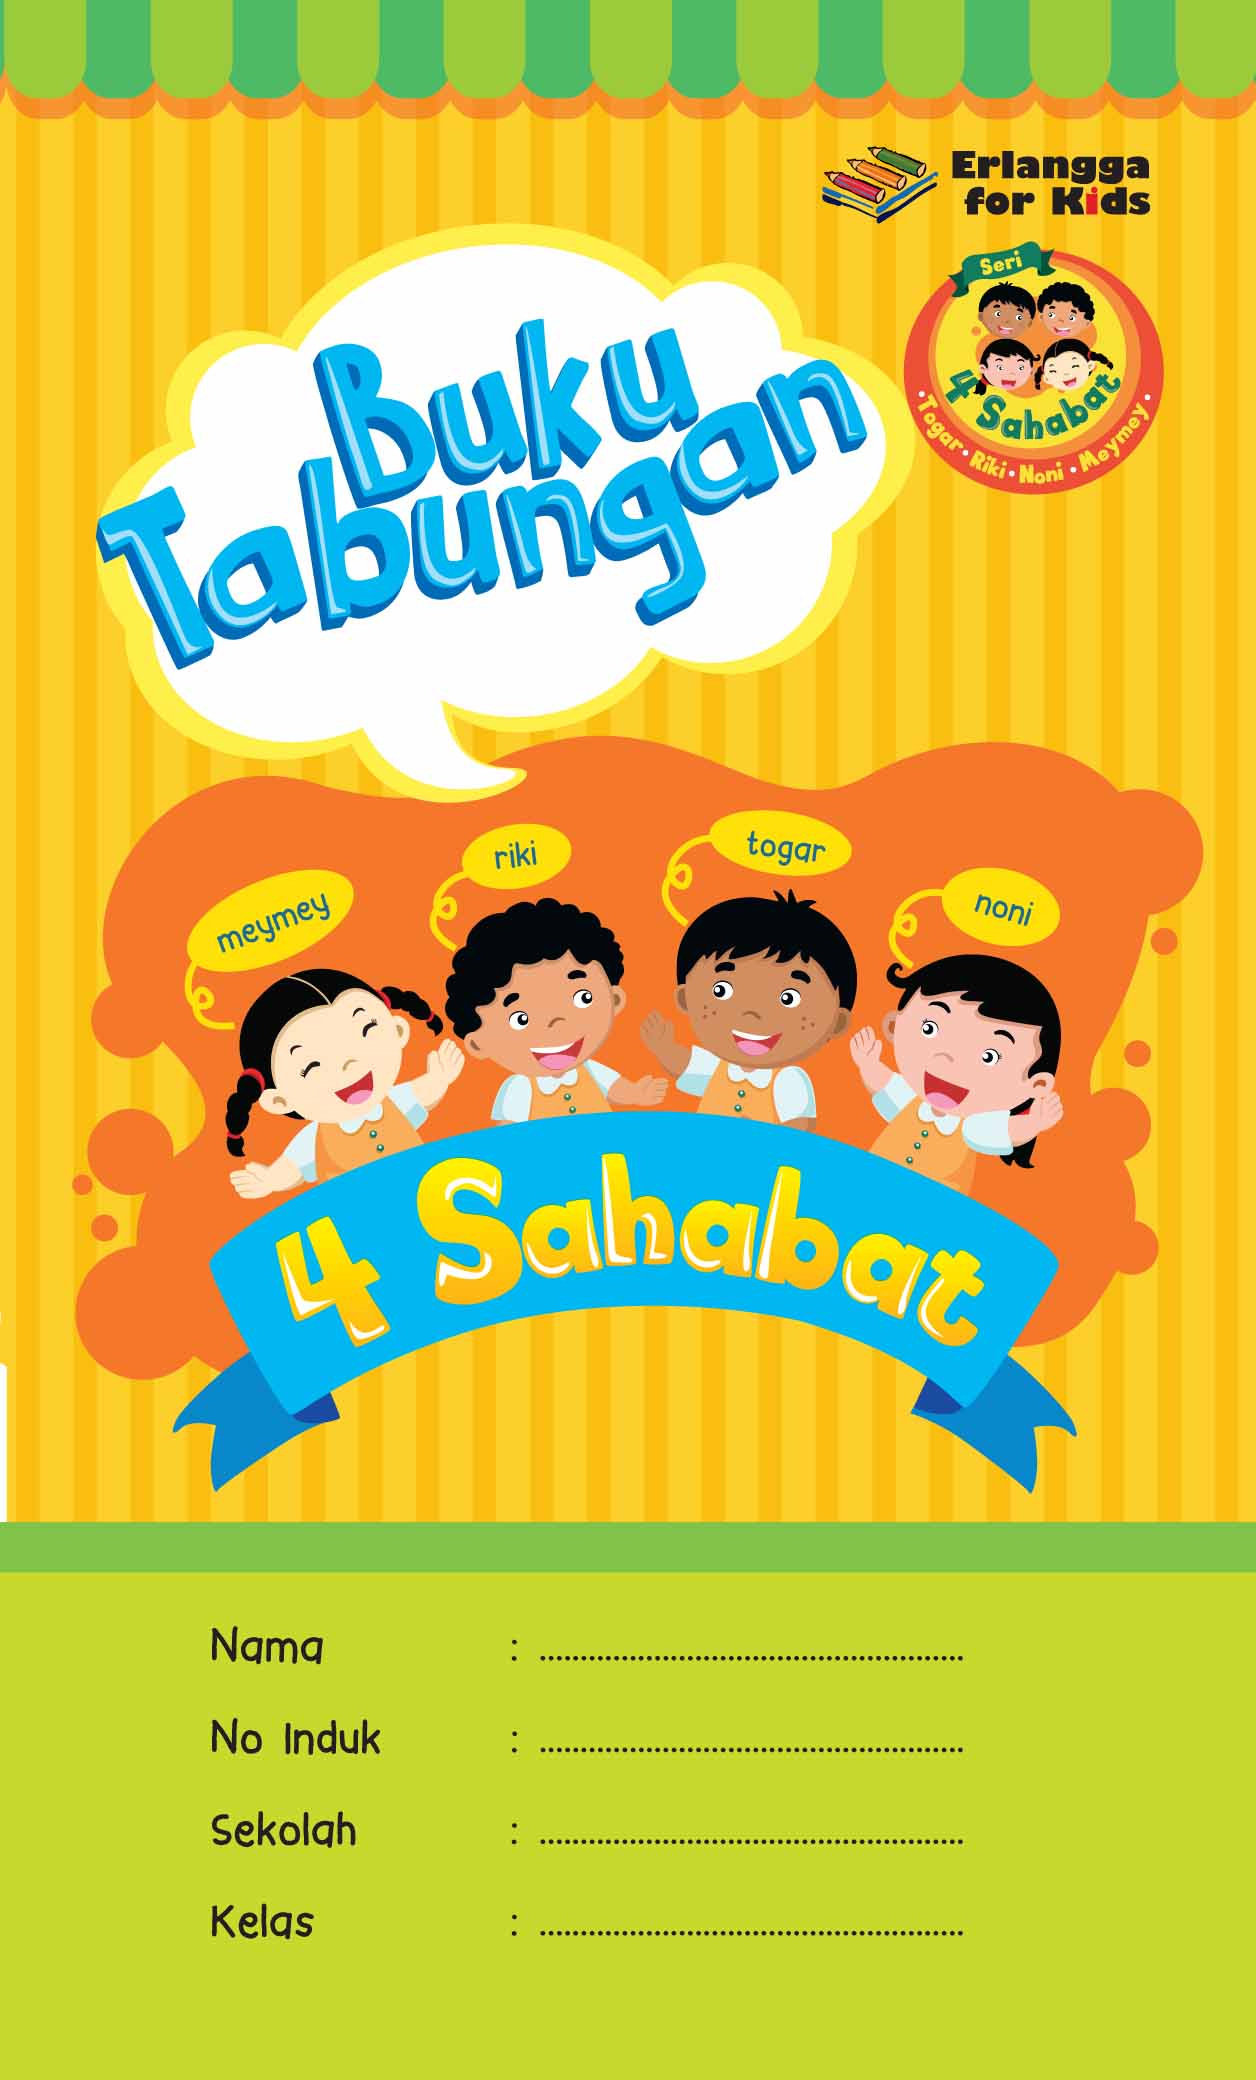 Erlangga
for Kids
Seri
4 Sahabat
• Togar • Riki • Noni • Meymey •
Buku
Tabungan
meymey
riki
togar
noni
4 Sahabat
Nama : ....................................................
No Induk : ....................................................
Sekolah : ....................................................
Kelas : ....................................................